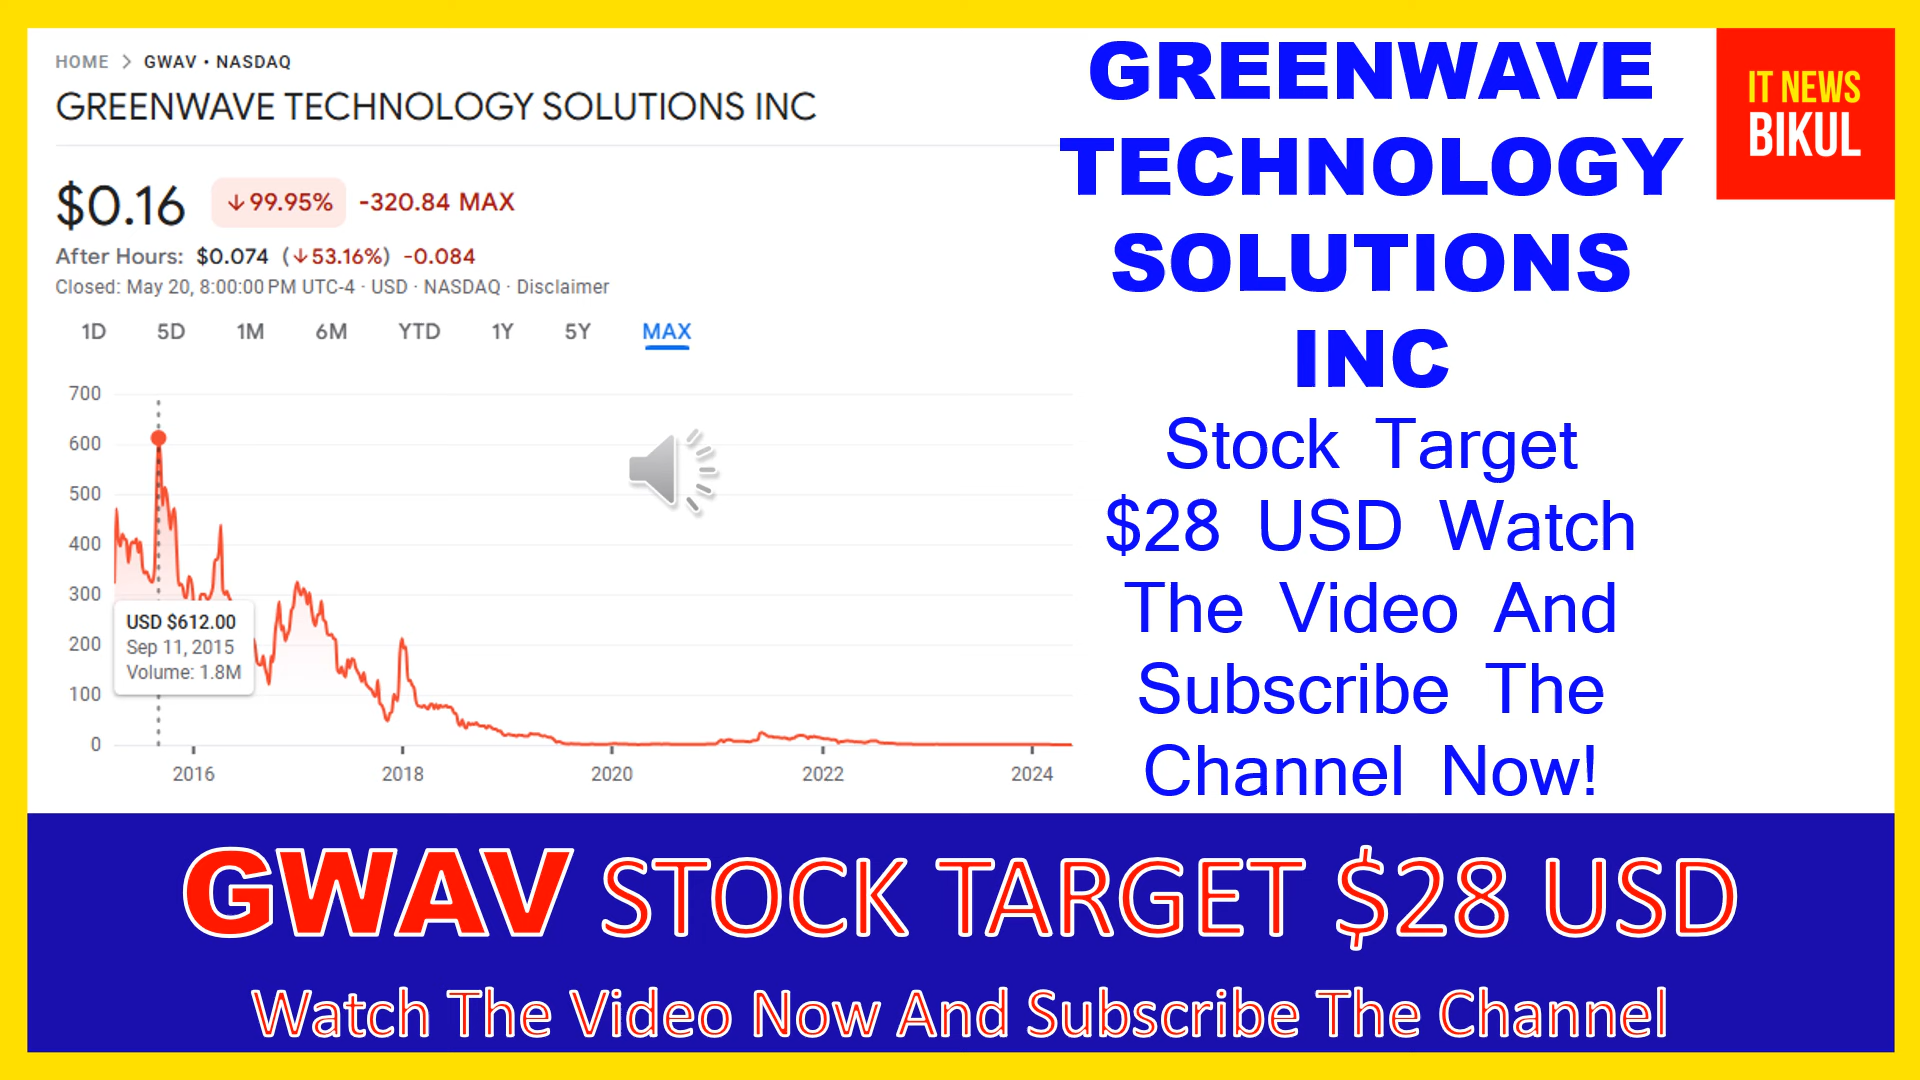 HOME > GWAV • NASDAQ
GREENWAVE TECHNOLOGY SOLUTIONS INC
$0.16 ↓99.95% -320.84 MAX
After Hours: $0.074 (↓53.16%) -0.084
Closed: May 20, 8:00:00 PM UTC-4 · USD · NASDAQ · Disclaimer
1D 5D 1M 6M YTD 1Y 5Y MAX
700
600
500
400
300
200
100
0
USD $612.00
Sep 11, 2015
Volume: 1.8M
2016 2018 2020 2022 2024
GREENWAVE
TECHNOLOGY
SOLUTIONS
INC
Stock Target
$28 USD Watch
The Video And
Subscribe The
Channel Now!
IT NEWS
BIKUL
GWAV STOCK TARGET $28 USD
Watch The Video Now And Subscribe The Channel